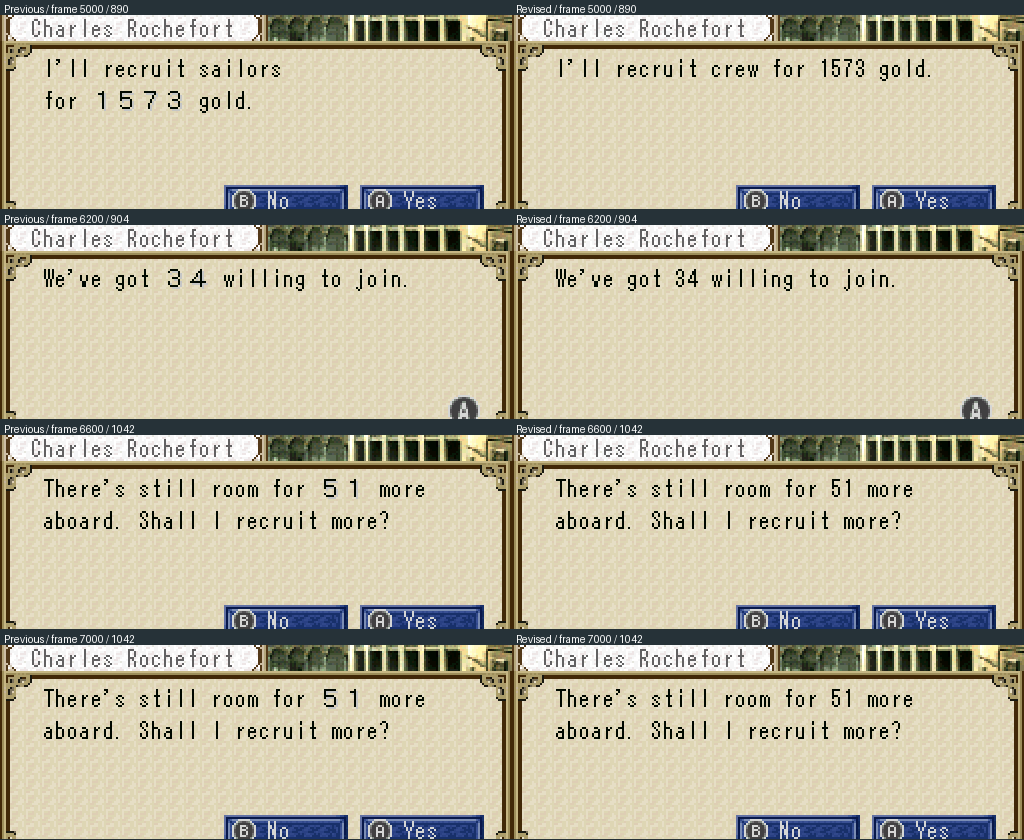 Previous / frame 5000 / 890
Charles Rochefort
I'll recruit sailors
for １５７３ gold.
B No
A Yes
Revised / frame 5000 / 890
Charles Rochefort
I'll recruit crew for 1573 gold.
B No
A Yes
Previous / frame 6200 / 904
Charles Rochefort
We've got ３４ willing to join.
A
Revised / frame 6200 / 904
Charles Rochefort
We've got 34 willing to join.
A
Previous / frame 6600 / 1042
Charles Rochefort
There's still room for ５１ more
aboard. Shall I recruit more?
B No
A Yes
Revised / frame 6600 / 1042
Charles Rochefort
There's still room for 51 more
aboard. Shall I recruit more?
B No
A Yes
Previous / frame 7000 / 1042
Charles Rochefort
There's still room for ５１ more
aboard. Shall I recruit more?
B No
A Yes
Revised / frame 7000 / 1042
Charles Rochefort
There's still room for 51 more
aboard. Shall I recruit more?
B No
A Yes